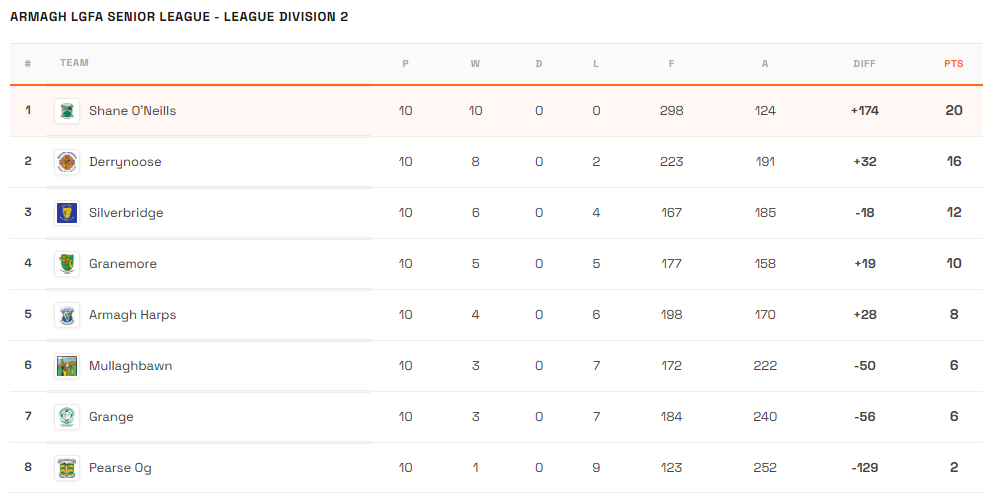 ARMAGH LGFA SENIOR LEAGUE - LEAGUE DIVISION 2
# TEAM P W D L F A DIFF PTS
1 Shane O'Neills 10 10 0 0 298 124 +174 20
2 Derrynoose 10 8 0 2 223 191 +32 16
3 Silverbridge 10 6 0 4 167 185 -18 12
4 Granemore 10 5 0 5 177 158 +19 10
5 Armagh Harps 10 4 0 6 198 170 +28 8
6 Mullaghbawn 10 3 0 7 172 222 -50 6
7 Grange 10 3 0 7 184 240 -56 6
8 Pearse Og 10 1 0 9 123 252 -129 2